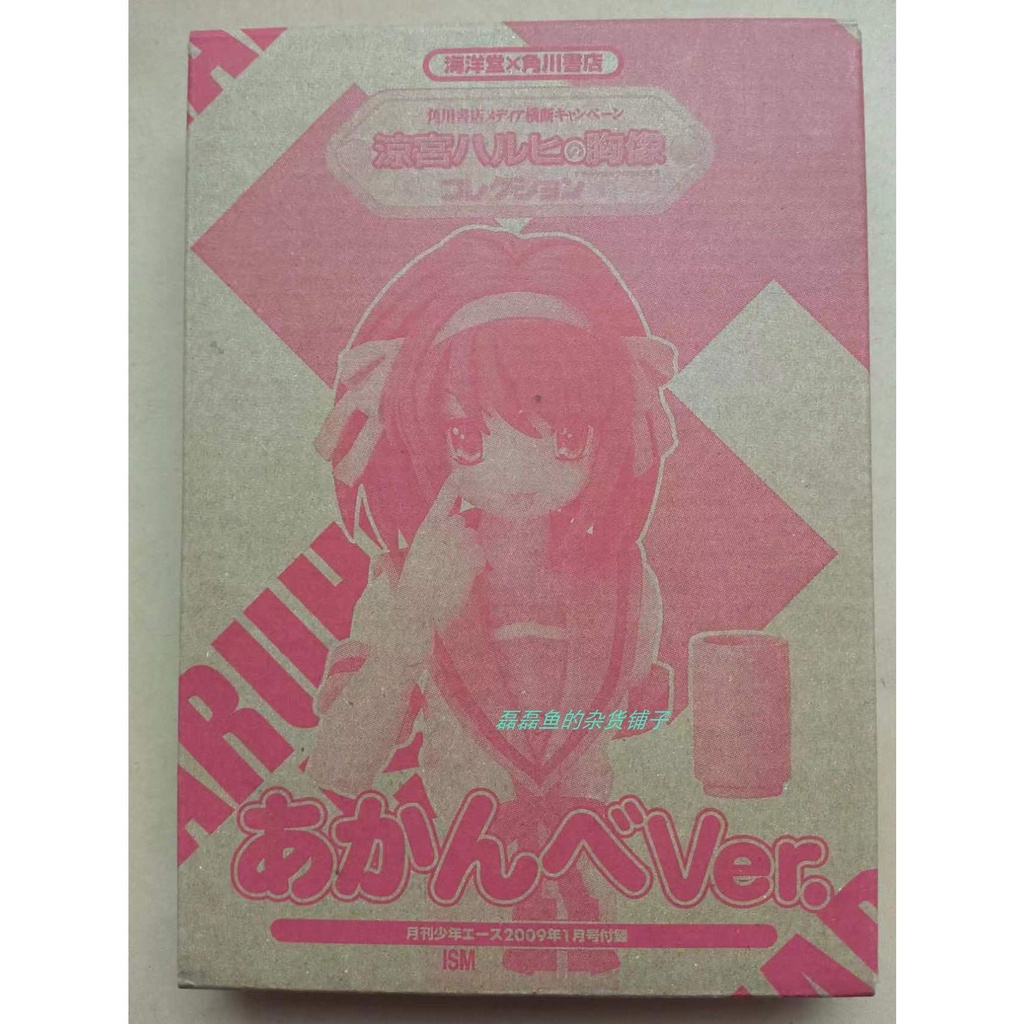 海洋堂×角川書店
角川書店メディア横断キャンペーン
涼宮ハルヒの胸像
コレクション
ARUH
磊磊鱼的杂货铺子
あかんべVer.
月刊少年エース2009年1月号付録
ISM